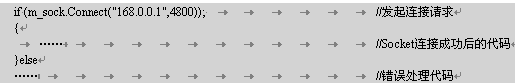 if (m_sock.Connect("168.0.0.1",4800)); //发起连接请求
{
…… //Socket连接成功后的代码
}else
…… //错误处理代码